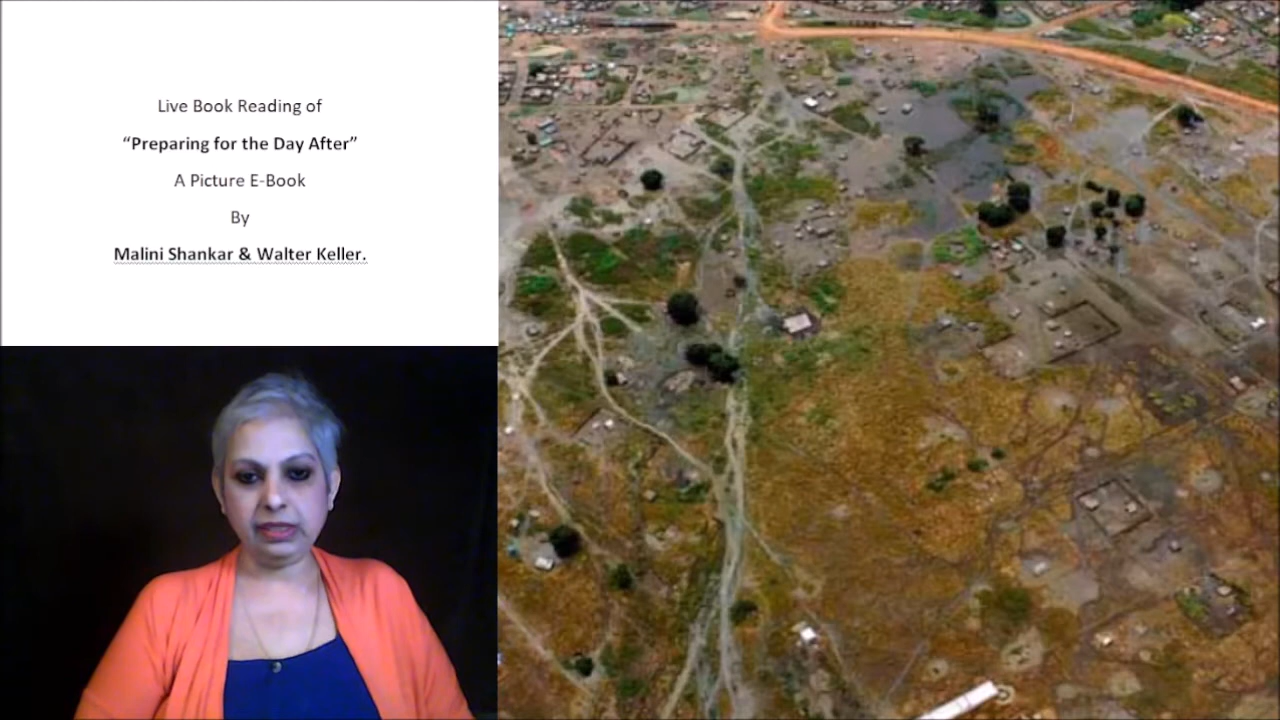 Live Book Reading of
“Preparing for the Day After”
A Picture E-Book
By
Malini Shankar & Walter Keller.